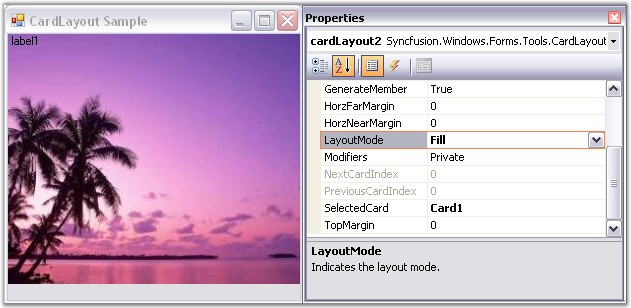 CardLayout Sample
label1
Properties
cardLayout2 Syncfusion.Windows.Forms.Tools.CardLayout
GenerateMember True
HorzFarMargin 0
HorzNearMargin 0
LayoutMode Fill
Modifiers Private
NextCardIndex 0
PreviousCardIndex 0
SelectedCard Card1
TopMargin 0
LayoutMode
Indicates the layout mode.